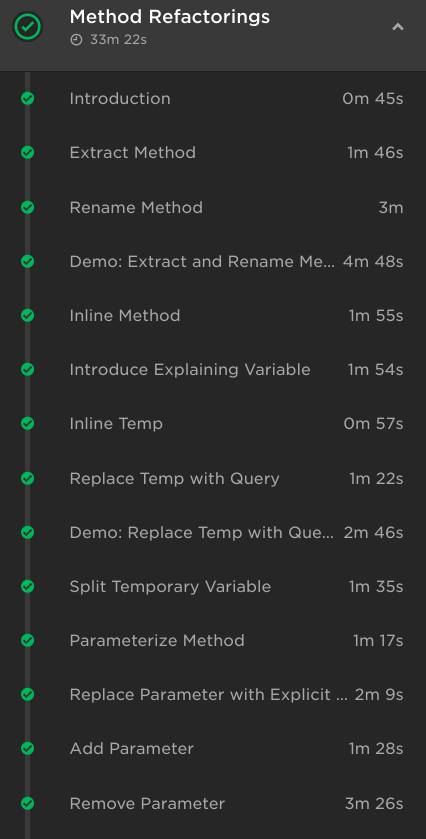 Method Refactorings
33m 22s
Introduction 0m 45s
Extract Method 1m 46s
Rename Method 3m
Demo: Extract and Rename Me... 4m 48s
Inline Method 1m 55s
Introduce Explaining Variable 1m 54s
Inline Temp 0m 57s
Replace Temp with Query 1m 22s
Demo: Replace Temp with Que... 2m 46s
Split Temporary Variable 1m 35s
Parameterize Method 1m 17s
Replace Parameter with Explicit ... 2m 9s
Add Parameter 1m 28s
Remove Parameter 3m 26s